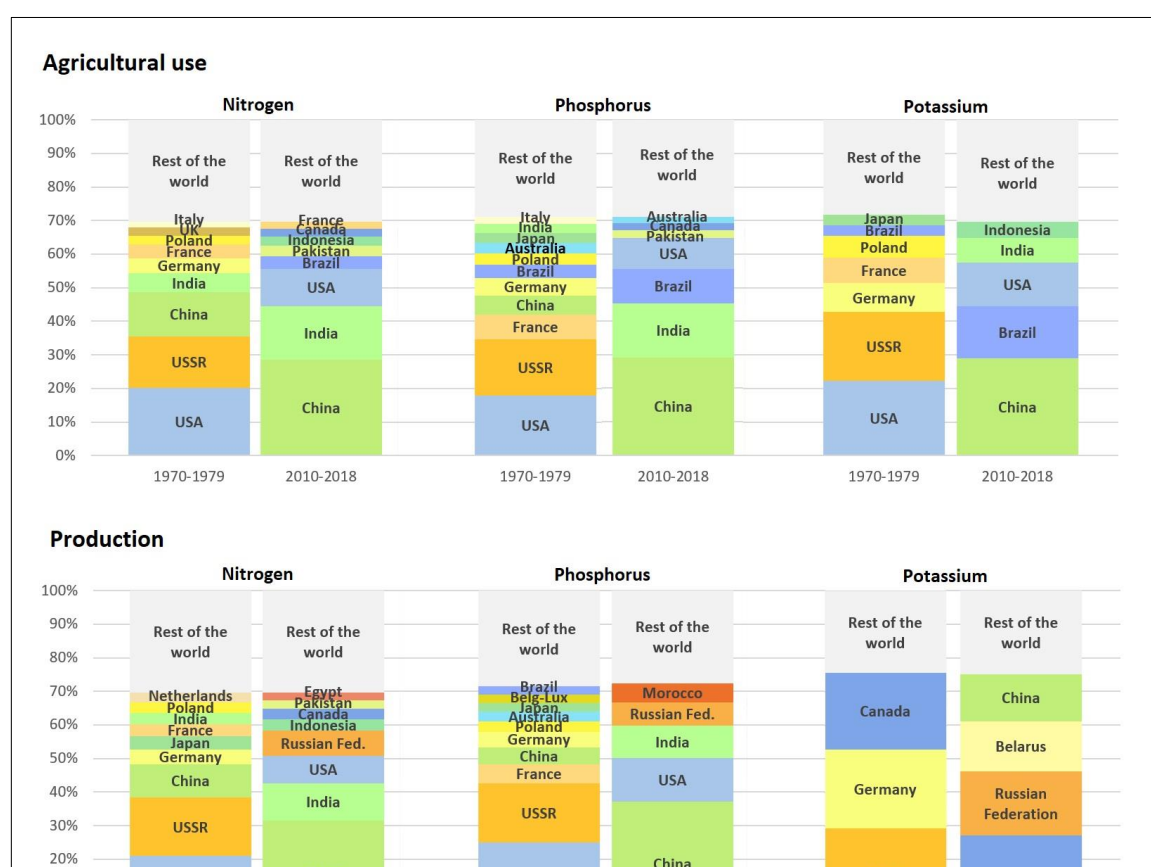 Agricultural use
Nitrogen
Phosphorus
Potassium
100%
90%
80%
70%
60%
50%
40%
30%
20%
10%
0%
Rest of the
world
Italy
UK
Poland
France
Germany
India
China
USSR
USA
1970-1979
Rest of the
world
France
Canada
Indonesia
Pakistan
Brazil
USA
India
China
2010-2018
Rest of the
world
Italy
India
Japan
Australia
Poland
Brazil
Germany
China
France
USSR
USA
1970-1979
Rest of the
world
Australia
Canada
Pakistan
USA
Brazil
India
China
2010-2018
Rest of the
world
Japan
Brazil
Poland
France
Germany
USSR
USA
1970-1979
Rest of the
world
Indonesia
India
USA
Brazil
China
2010-2018
Production
Nitrogen
Phosphorus
Potassium
100%
90%
80%
70%
60%
50%
40%
30%
20%
Rest of the
world
Netherlands
Poland
India
France
Japan
Germany
China
USSR
Rest of the
world
Egypt
Pakistan
Canada
Indonesia
Russian Fed.
USA
India
Rest of the
world
Brazil
Belg-Lux
Japan
Australia
Poland
Germany
China
France
USSR
Rest of the
world
Morocco
Russian Fed.
India
USA
China
Rest of the
world
Canada
Germany
Rest of the
world
China
Belarus
Russian
Federation